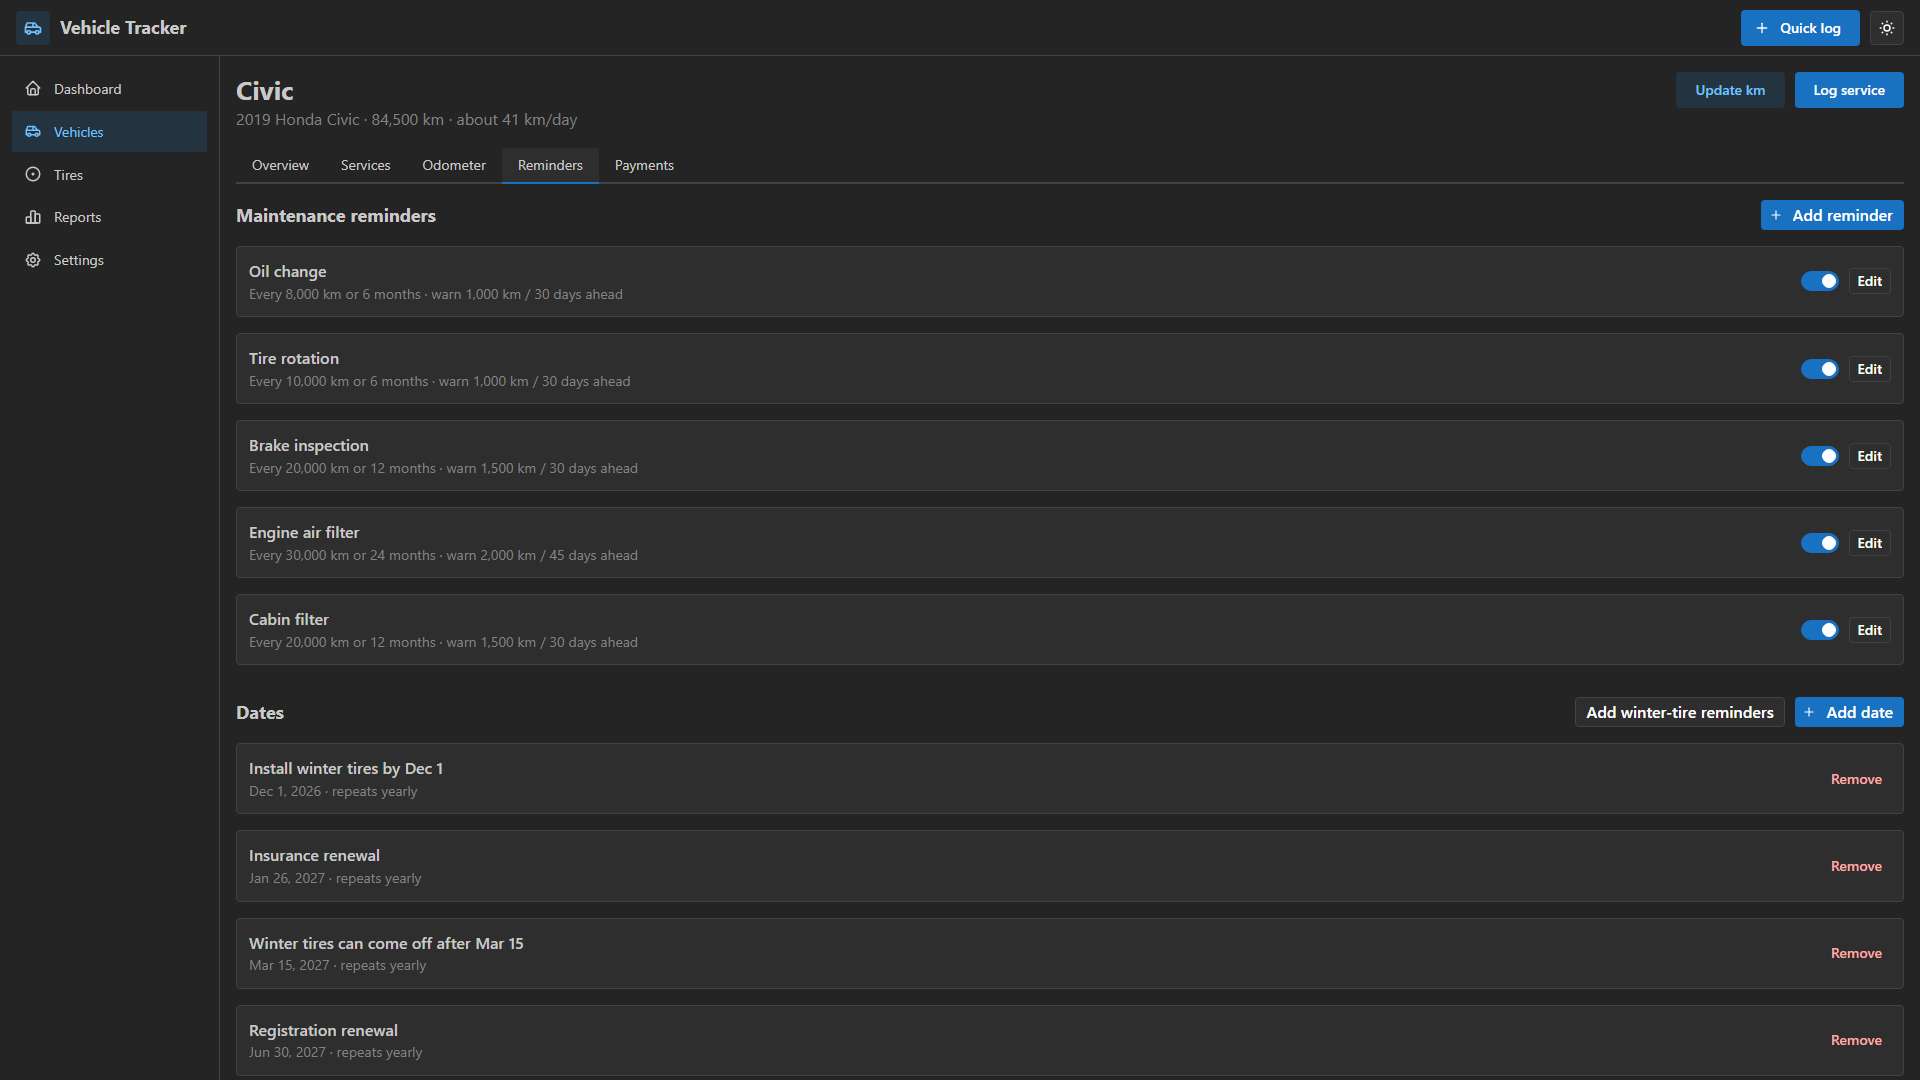 Vehicle Tracker
Quick log
Dashboard
Vehicles
Tires
Reports
Settings
Civic
2019 Honda Civic · 84,500 km · about 41 km/day
Update km
Log service
Overview
Services
Odometer
Reminders
Payments
Maintenance reminders
Add reminder
Oil change
Every 8,000 km or 6 months · warn 1,000 km / 30 days ahead
Edit
Tire rotation
Every 10,000 km or 6 months · warn 1,000 km / 30 days ahead
Edit
Brake inspection
Every 20,000 km or 12 months · warn 1,500 km / 30 days ahead
Edit
Engine air filter
Every 30,000 km or 24 months · warn 2,000 km / 45 days ahead
Edit
Cabin filter
Every 20,000 km or 12 months · warn 1,500 km / 30 days ahead
Edit
Dates
Add winter-tire reminders
Add date
Install winter tires by Dec 1
Dec 1, 2026 · repeats yearly
Remove
Insurance renewal
Jan 26, 2027 · repeats yearly
Remove
Winter tires can come off after Mar 15
Mar 15, 2027 · repeats yearly
Remove
Registration renewal
Jun 30, 2027 · repeats yearly
Remove